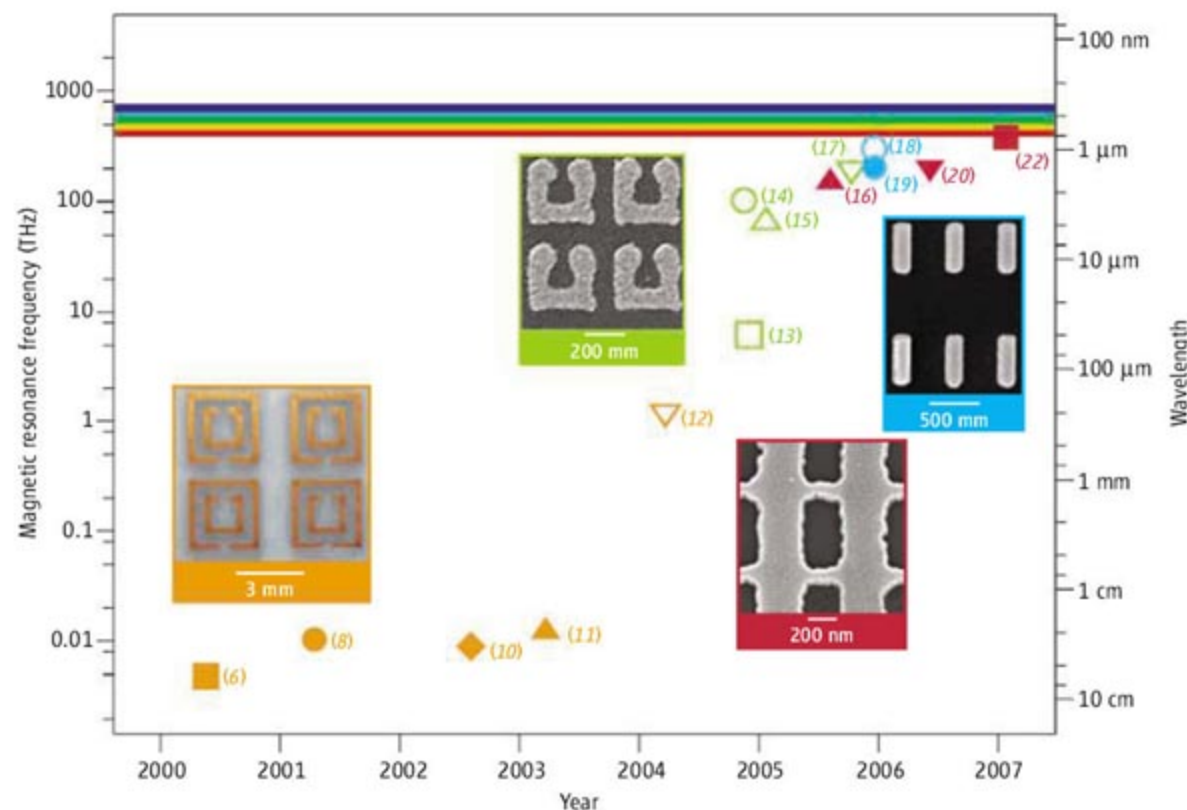 1000
100
10
1
0.1
0.01
Magnetic resonance frequency (THz)
100 nm
1 µm
10 µm
100 µm
1 mm
1 cm
10 cm
Wavelength
(17)
(18)
(22)
(19)
(20)
(16)
(14)
(15)
200 mm
(13)
500 mm
(12)
3 mm
200 nm
(8)
(11)
(10)
(6)
2000 2001 2002 2003 2004 2005 2006 2007
Year